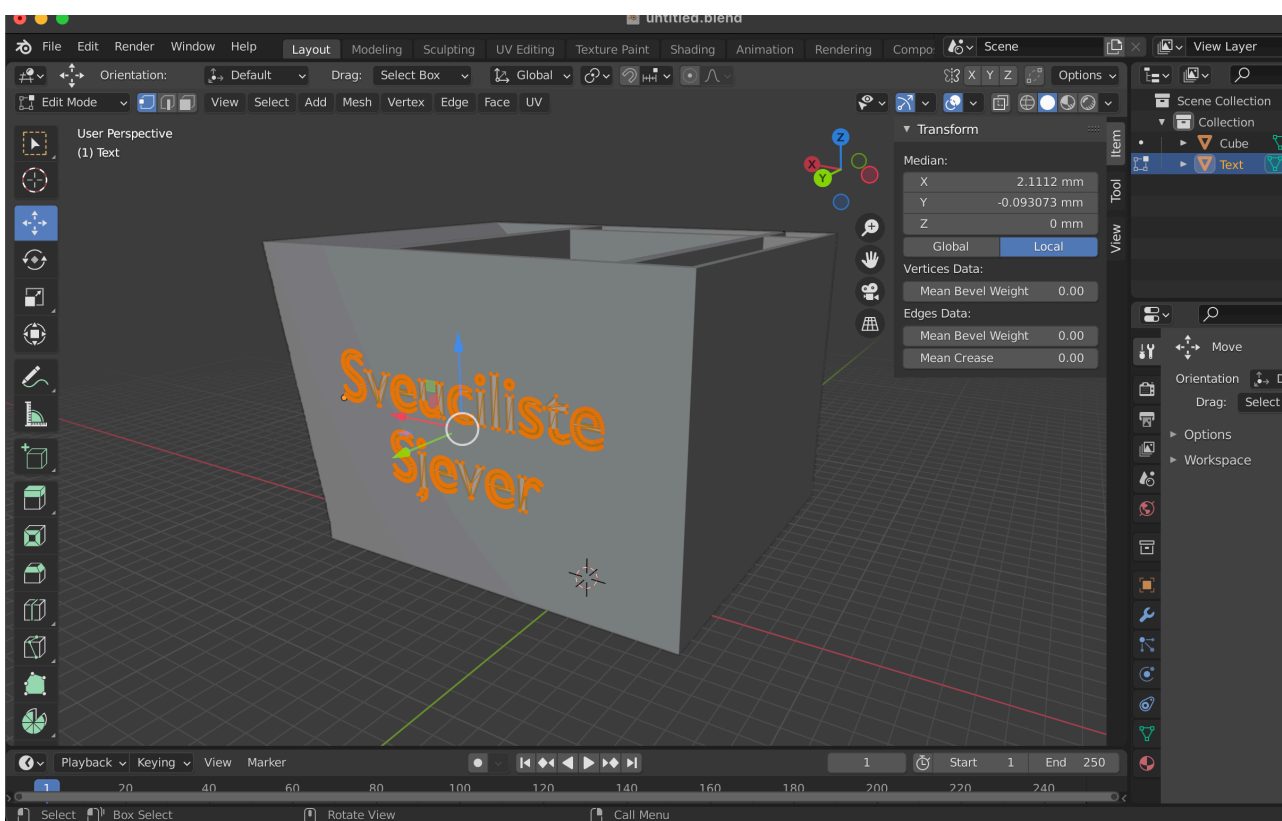 untitled.blend
File Edit Render Window Help Layout Modeling Sculpting UV Editing Texture Paint Shading Animation Rendering Compo Scene View Layer
Orientation: Default Drag: Select Box Global X Y Z Options
Edit Mode View Select Add Mesh Vertex Edge Face UV
Scene Collection
Collection
Cube
Text
User Perspective
(1) Text
Z
X
Y
Transform
Median:
X 2.1112 mm
Y -0.093073 mm
Z 0 mm
Global Local
Vertices Data:
Mean Bevel Weight 0.00
Edges Data:
Mean Bevel Weight 0.00
Mean Crease 0.00
Item
Tool
View
Sveuciliste
Sjever
Move
Orientation D
Drag: Select
Options
Workspace
Playback Keying View Marker 1 Start 1 End 250
1 20 40 60 80 100 120 140 160 180 200 220 240
Select Box Select Rotate View Call Menu